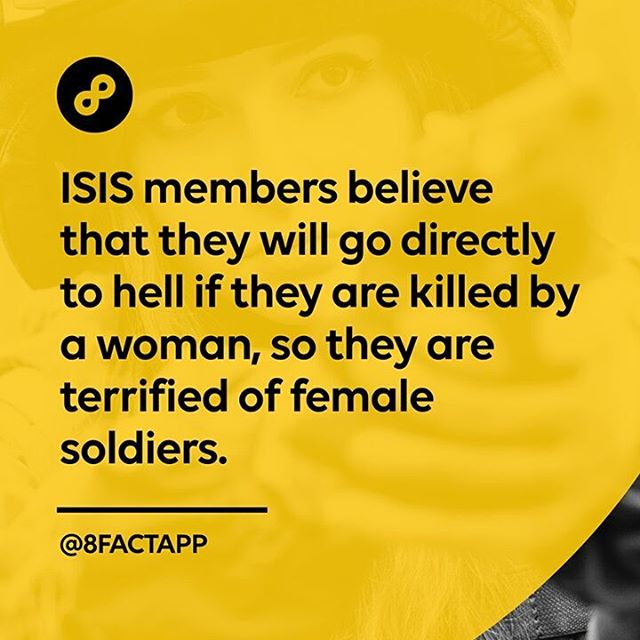 ISIS members believe
that they will go directly
to hell if they are killed by
a woman, so they are
terrified of female
soldiers.
@8FACTAPP